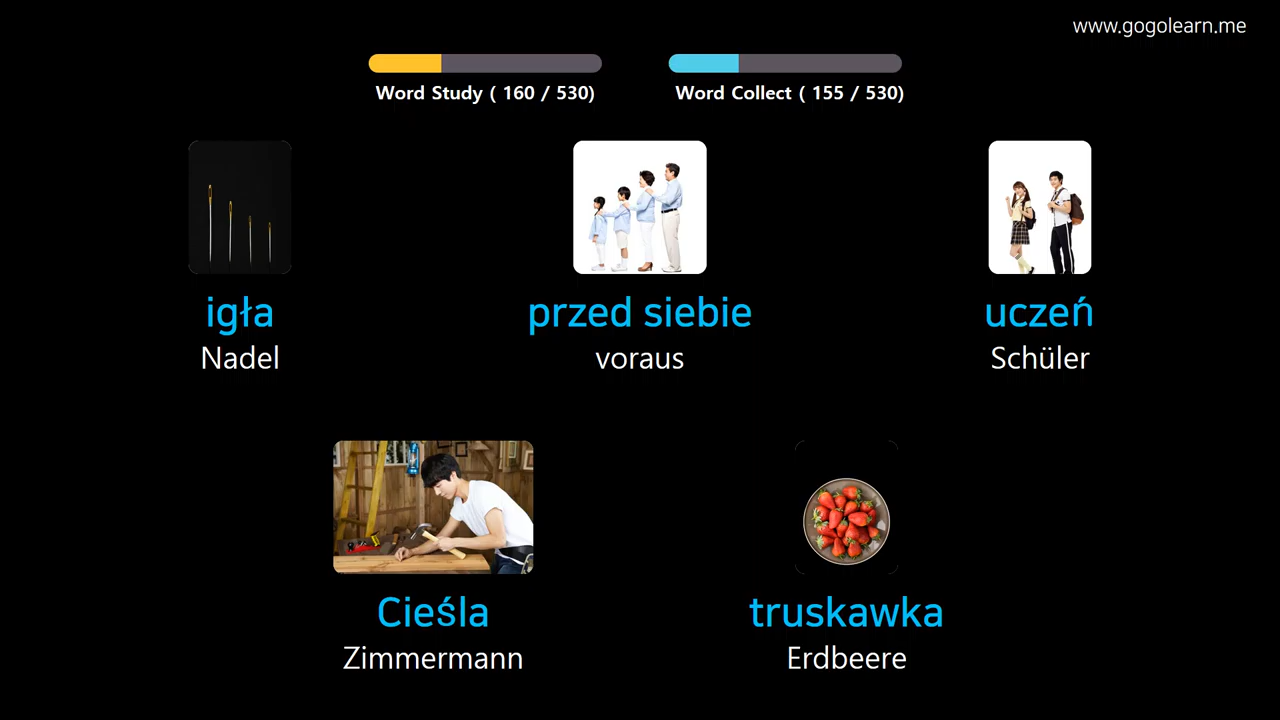 www.gogolearn.me
Word Study ( 160 / 530)
Word Collect ( 155 / 530)
igła
przed siebie
uczeń
Nadel
voraus
Schüler
Cieśla
truskawka
Zimmermann
Erdbeere